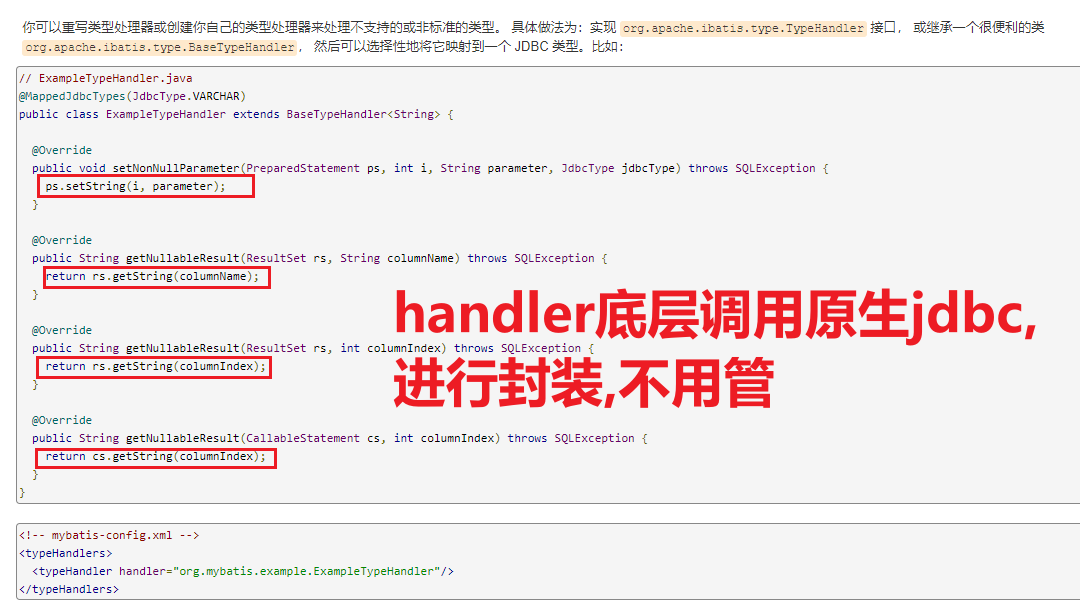 你可以重写类型处理器或创建你自己的类型处理器来处理不支持的或非标准的类型。 具体做法为：实现 org.apache.ibatis.type.TypeHandler 接口， 或继承一个很便利的类
org.apache.ibatis.type.BaseTypeHandler， 然后可以选择性地将它映射到一个 JDBC 类型。比如：
// ExampleTypeHandler.java
@MappedJdbcTypes(JdbcType.VARCHAR)
public class ExampleTypeHandler extends BaseTypeHandler<String> {
@Override
public void setNonNullParameter(PreparedStatement ps, int i, String parameter, JdbcType jdbcType) throws SQLException {
ps.setString(i, parameter);
}
@Override
public String getNullableResult(ResultSet rs, String columnName) throws SQLException {
return rs.getString(columnName);
}
@Override
public String getNullableResult(ResultSet rs, int columnIndex) throws SQLException {
return rs.getString(columnIndex);
}
@Override
public String getNullableResult(CallableStatement cs, int columnIndex) throws SQLException {
return cs.getString(columnIndex);
}
}
handler底层调用原生jdbc,
进行封装,不用管
<!-- mybatis-config.xml -->
<typeHandlers>
<typeHandler handler="org.mybatis.example.ExampleTypeHandler"/>
</typeHandlers>